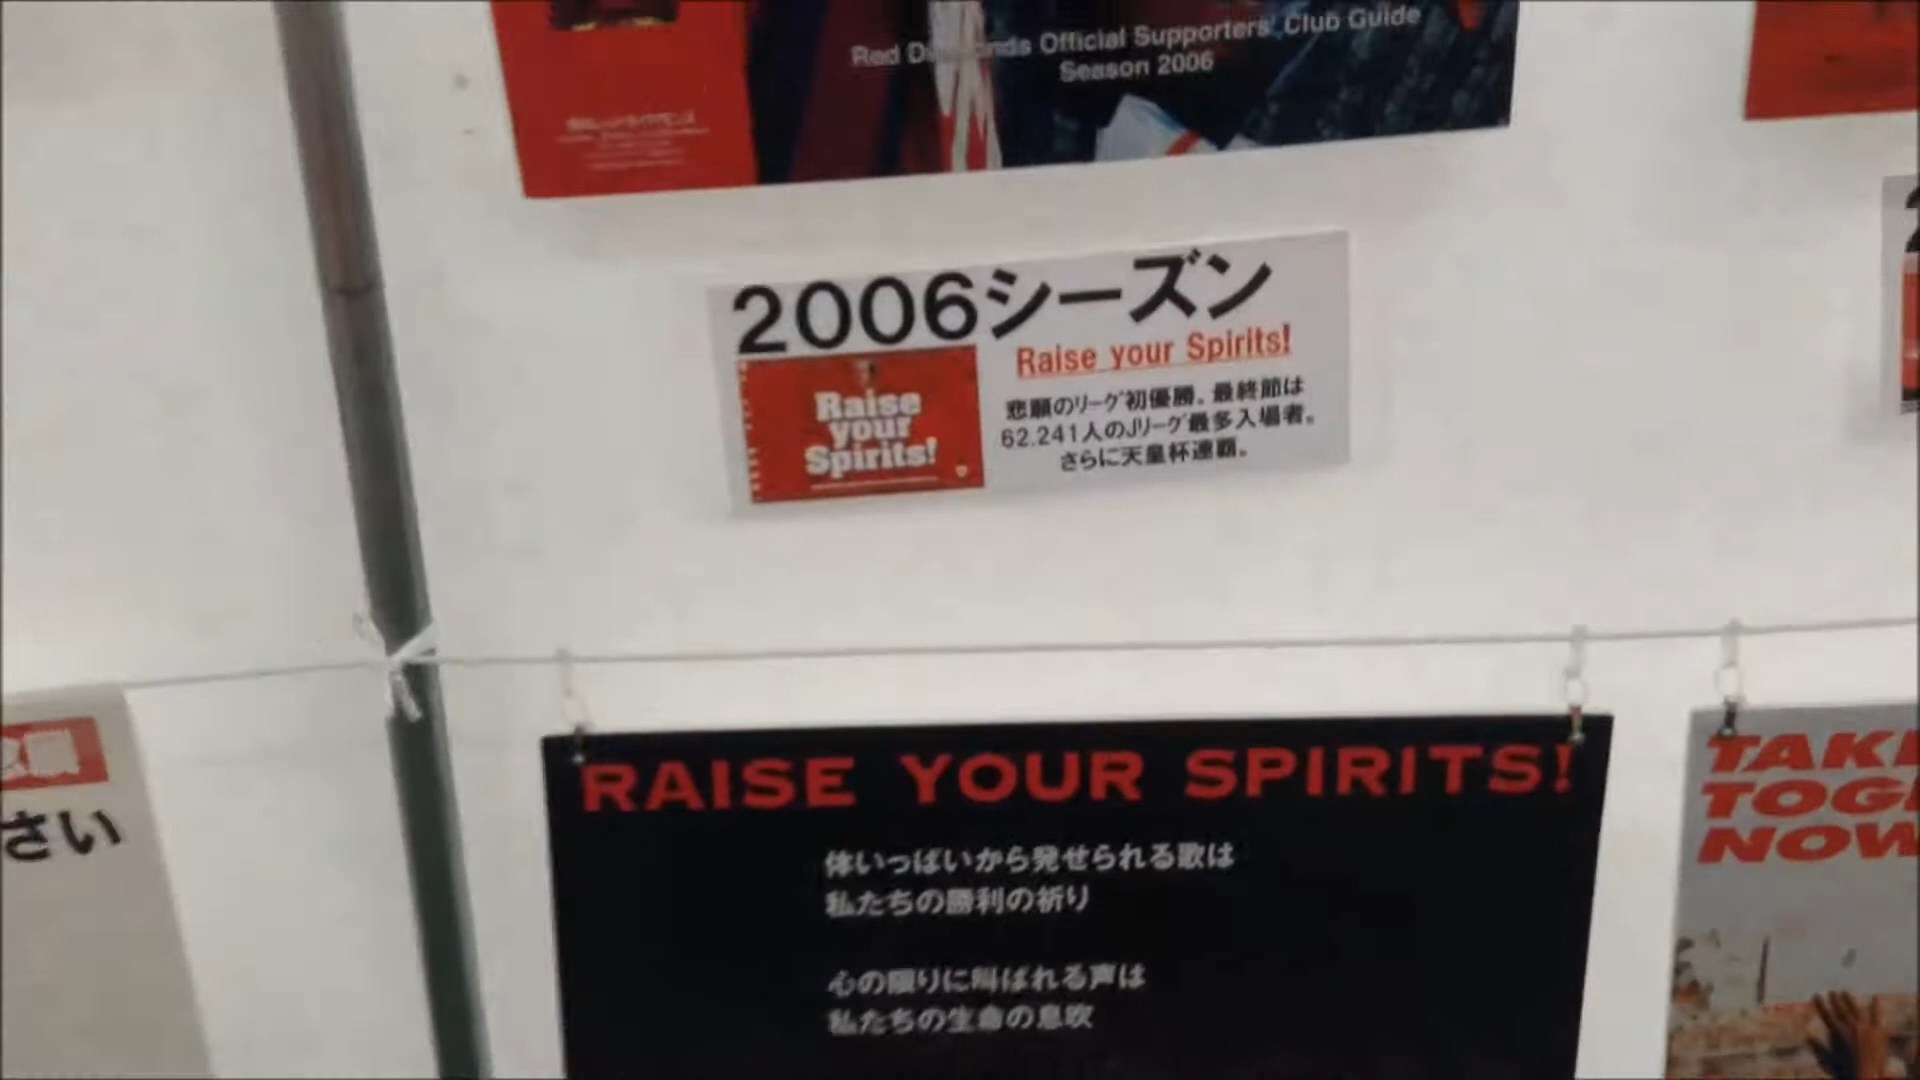 Red Diamonds Official Supporters' Club Guide
Season 2006
2006シーズン
Raise your Spirits!
Raise
your
Spirits!
悲願のリーグ初優勝。最終節は
62.241人のJリーグ最多入場者。
さらに天皇杯連覇。
さい
RAISE YOUR SPIRITS!
体いっぱいから発せられる歌は
私たちの勝利の祈り
心の限りに叫ばれる声は
私たちの生命の息吹
TAK
TOG
NOW